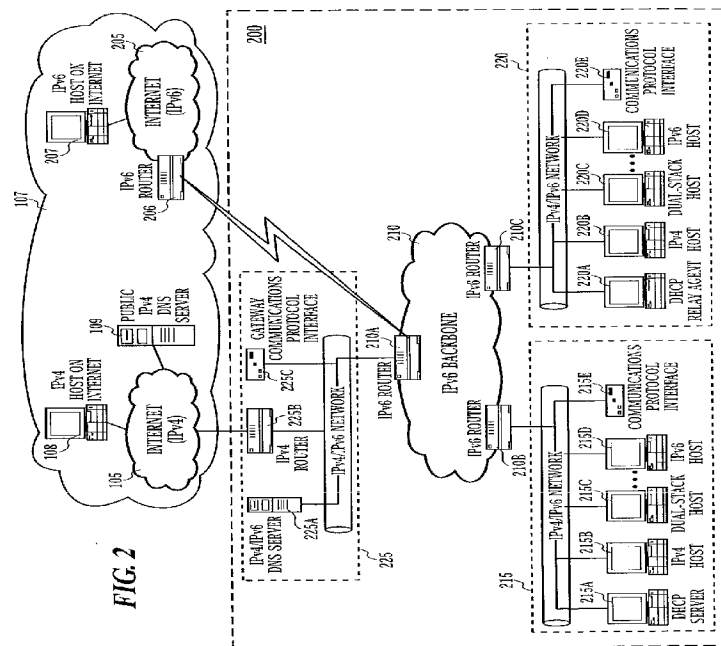 FIG. 2
107
108
IPv4
HOST ON
INTERNET
109
PUBLIC
IPv4
DNS
SERVER
INTERNET
(IPv4)
105
IPv6
HOST ON
INTERNET
207
205
INTERNET
(IPv6)
IPv6
ROUTER
206
200
IPv4/IPv6
DNS SERVER
225A
225B
IPv4
ROUTER
GATEWAY
COMMUNICATIONS
PROTOCOL
INTERFACE
225C
IPv4/IPv6 NETWORK
225
210A
IPv6 ROUTER
210
IPv6 BACKBONE
IPv6 ROUTER
210B
IPv6 ROUTER
210C
215
IPv4/IPv6 NETWORK
215A
DHCP
SERVER
215B
IPv4
HOST
215C
DUAL-STACK
HOST
215D
IPv6
HOST
215E
COMMUNICATIONS
PROTOCOL
INTERFACE
220
IPv4/IPv6 NETWORK
220A
DHCP
RELAY AGENT
220B
IPv4
HOST
220C
DUAL-STACK
HOST
220D
IPv6
HOST
220E
COMMUNICATIONS
PROTOCOL
INTERFACE